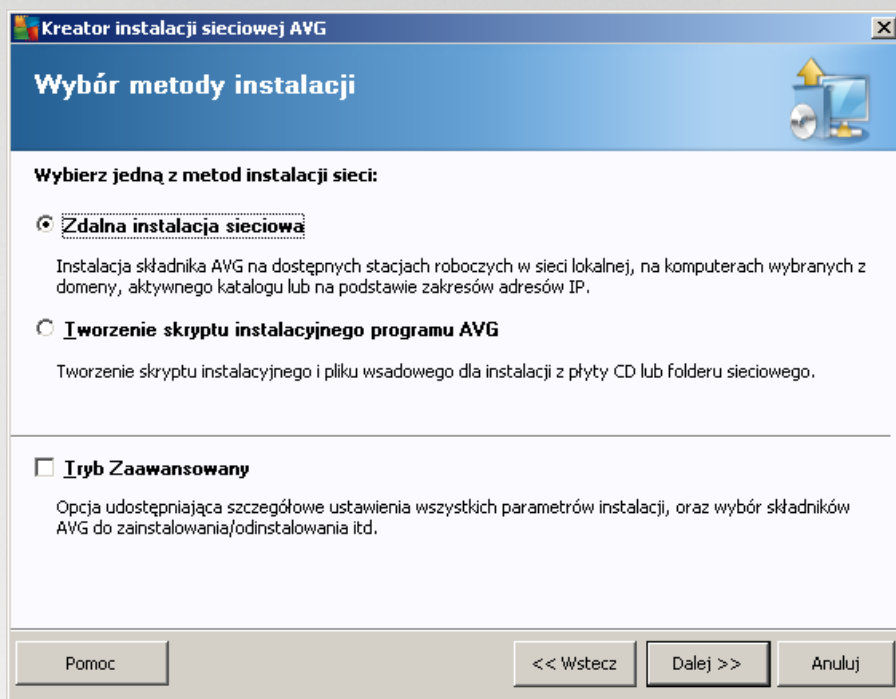 Kreator instalacji sieciowej AVG
Wybór metody instalacji
Wybierz jedną z metod instalacji sieci:
Zdalna instalacja sieciowa
Instalacja składnika AVG na dostępnych stacjach roboczych w sieci lokalnej, na komputerach wybranych z
domeny, aktywnego katalogu lub na podstawie zakresów adresów IP.
Tworzenie skryptu instalacyjnego programu AVG
Tworzenie skryptu instalacyjnego i pliku wsadowego dla instalacji z płyty CD lub folderu sieciowego.
Tryb Zaawansowany
Opcja udostępniająca szczegółowe ustawienia wszystkich parametrów instalacji, oraz wybór składników
AVG do zainstalowania/odinstalowania itd.
Pomoc
<< Wstecz
Dalej >>
Anuluj